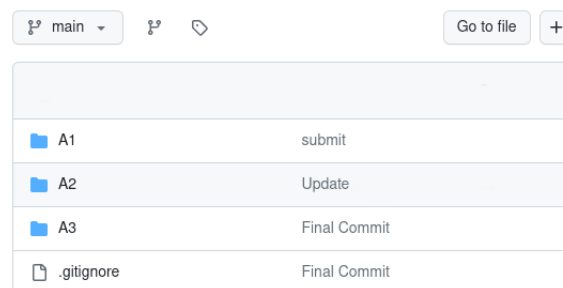 main Go to file
A1 submit
A2 Update
A3 Final Commit
.gitignore Final Commit